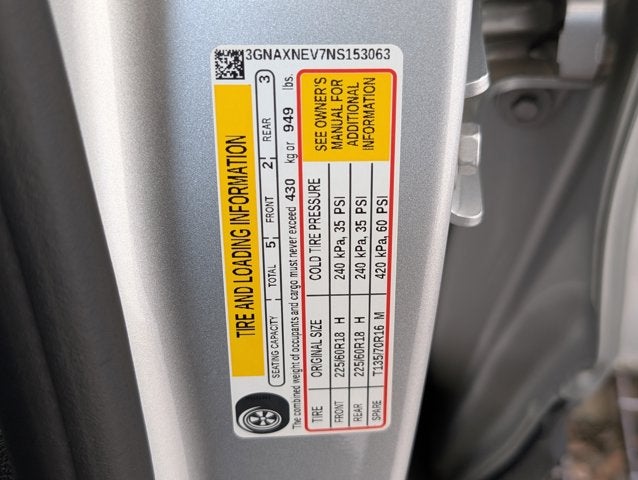 3GNAXNEV7NS153063
TIRE AND LOADING INFORMATION
SEATING CAPACITY TOTAL 5 FRONT 2 REAR 3
The combined weight of occupants and cargo must never exceed 430 kg or 949 lbs.
TIRE ORIGINAL SIZE COLD TIRE PRESSURE
FRONT 225/60R18 H 240 kPa, 35 PSI
REAR 225/60R18 H 240 kPa, 35 PSI
SPARE T135/70R16 M 420 kPa, 60 PSI
SEE OWNER'S
MANUAL FOR
ADDITIONAL
INFORMATION